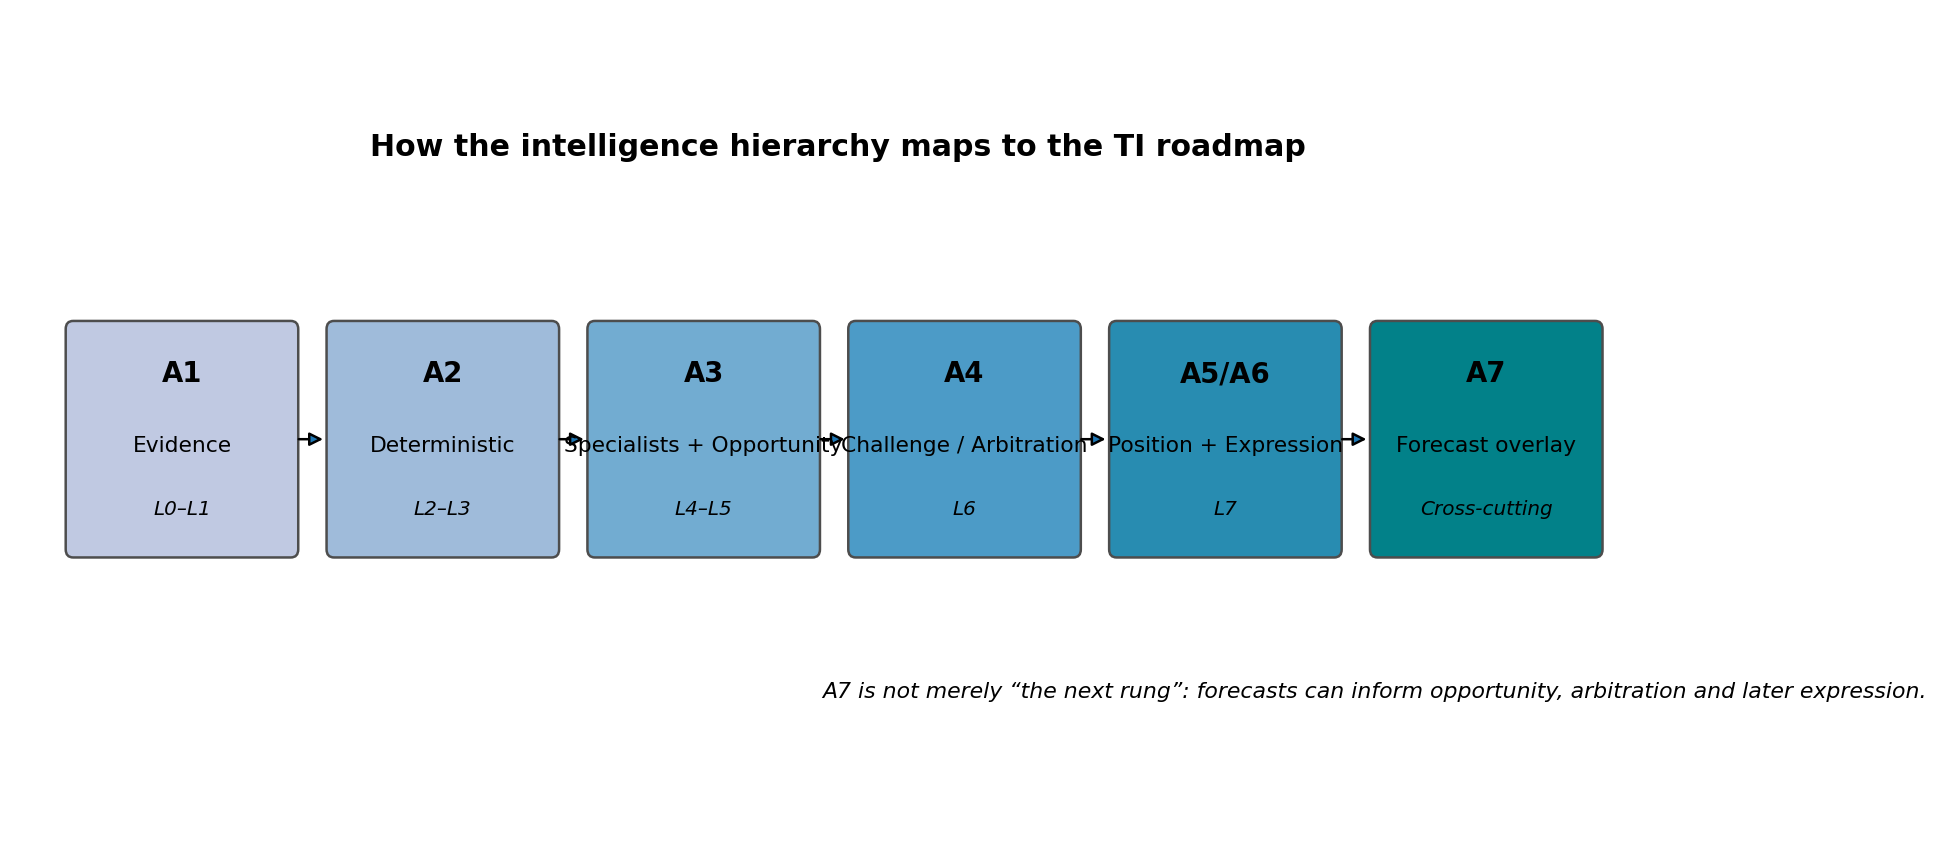 How the intelligence hierarchy maps to the TI roadmap
A1
Evidence
L0–L1
A2
Deterministic
L2–L3
A3
Specialists + Opportunity
L4–L5
A4
Challenge / Arbitration
L6
A5/A6
Position + Expression
L7
A7
Forecast overlay
Cross-cutting
A7 is not merely “the next rung”: forecasts can inform opportunity, arbitration and later expression.